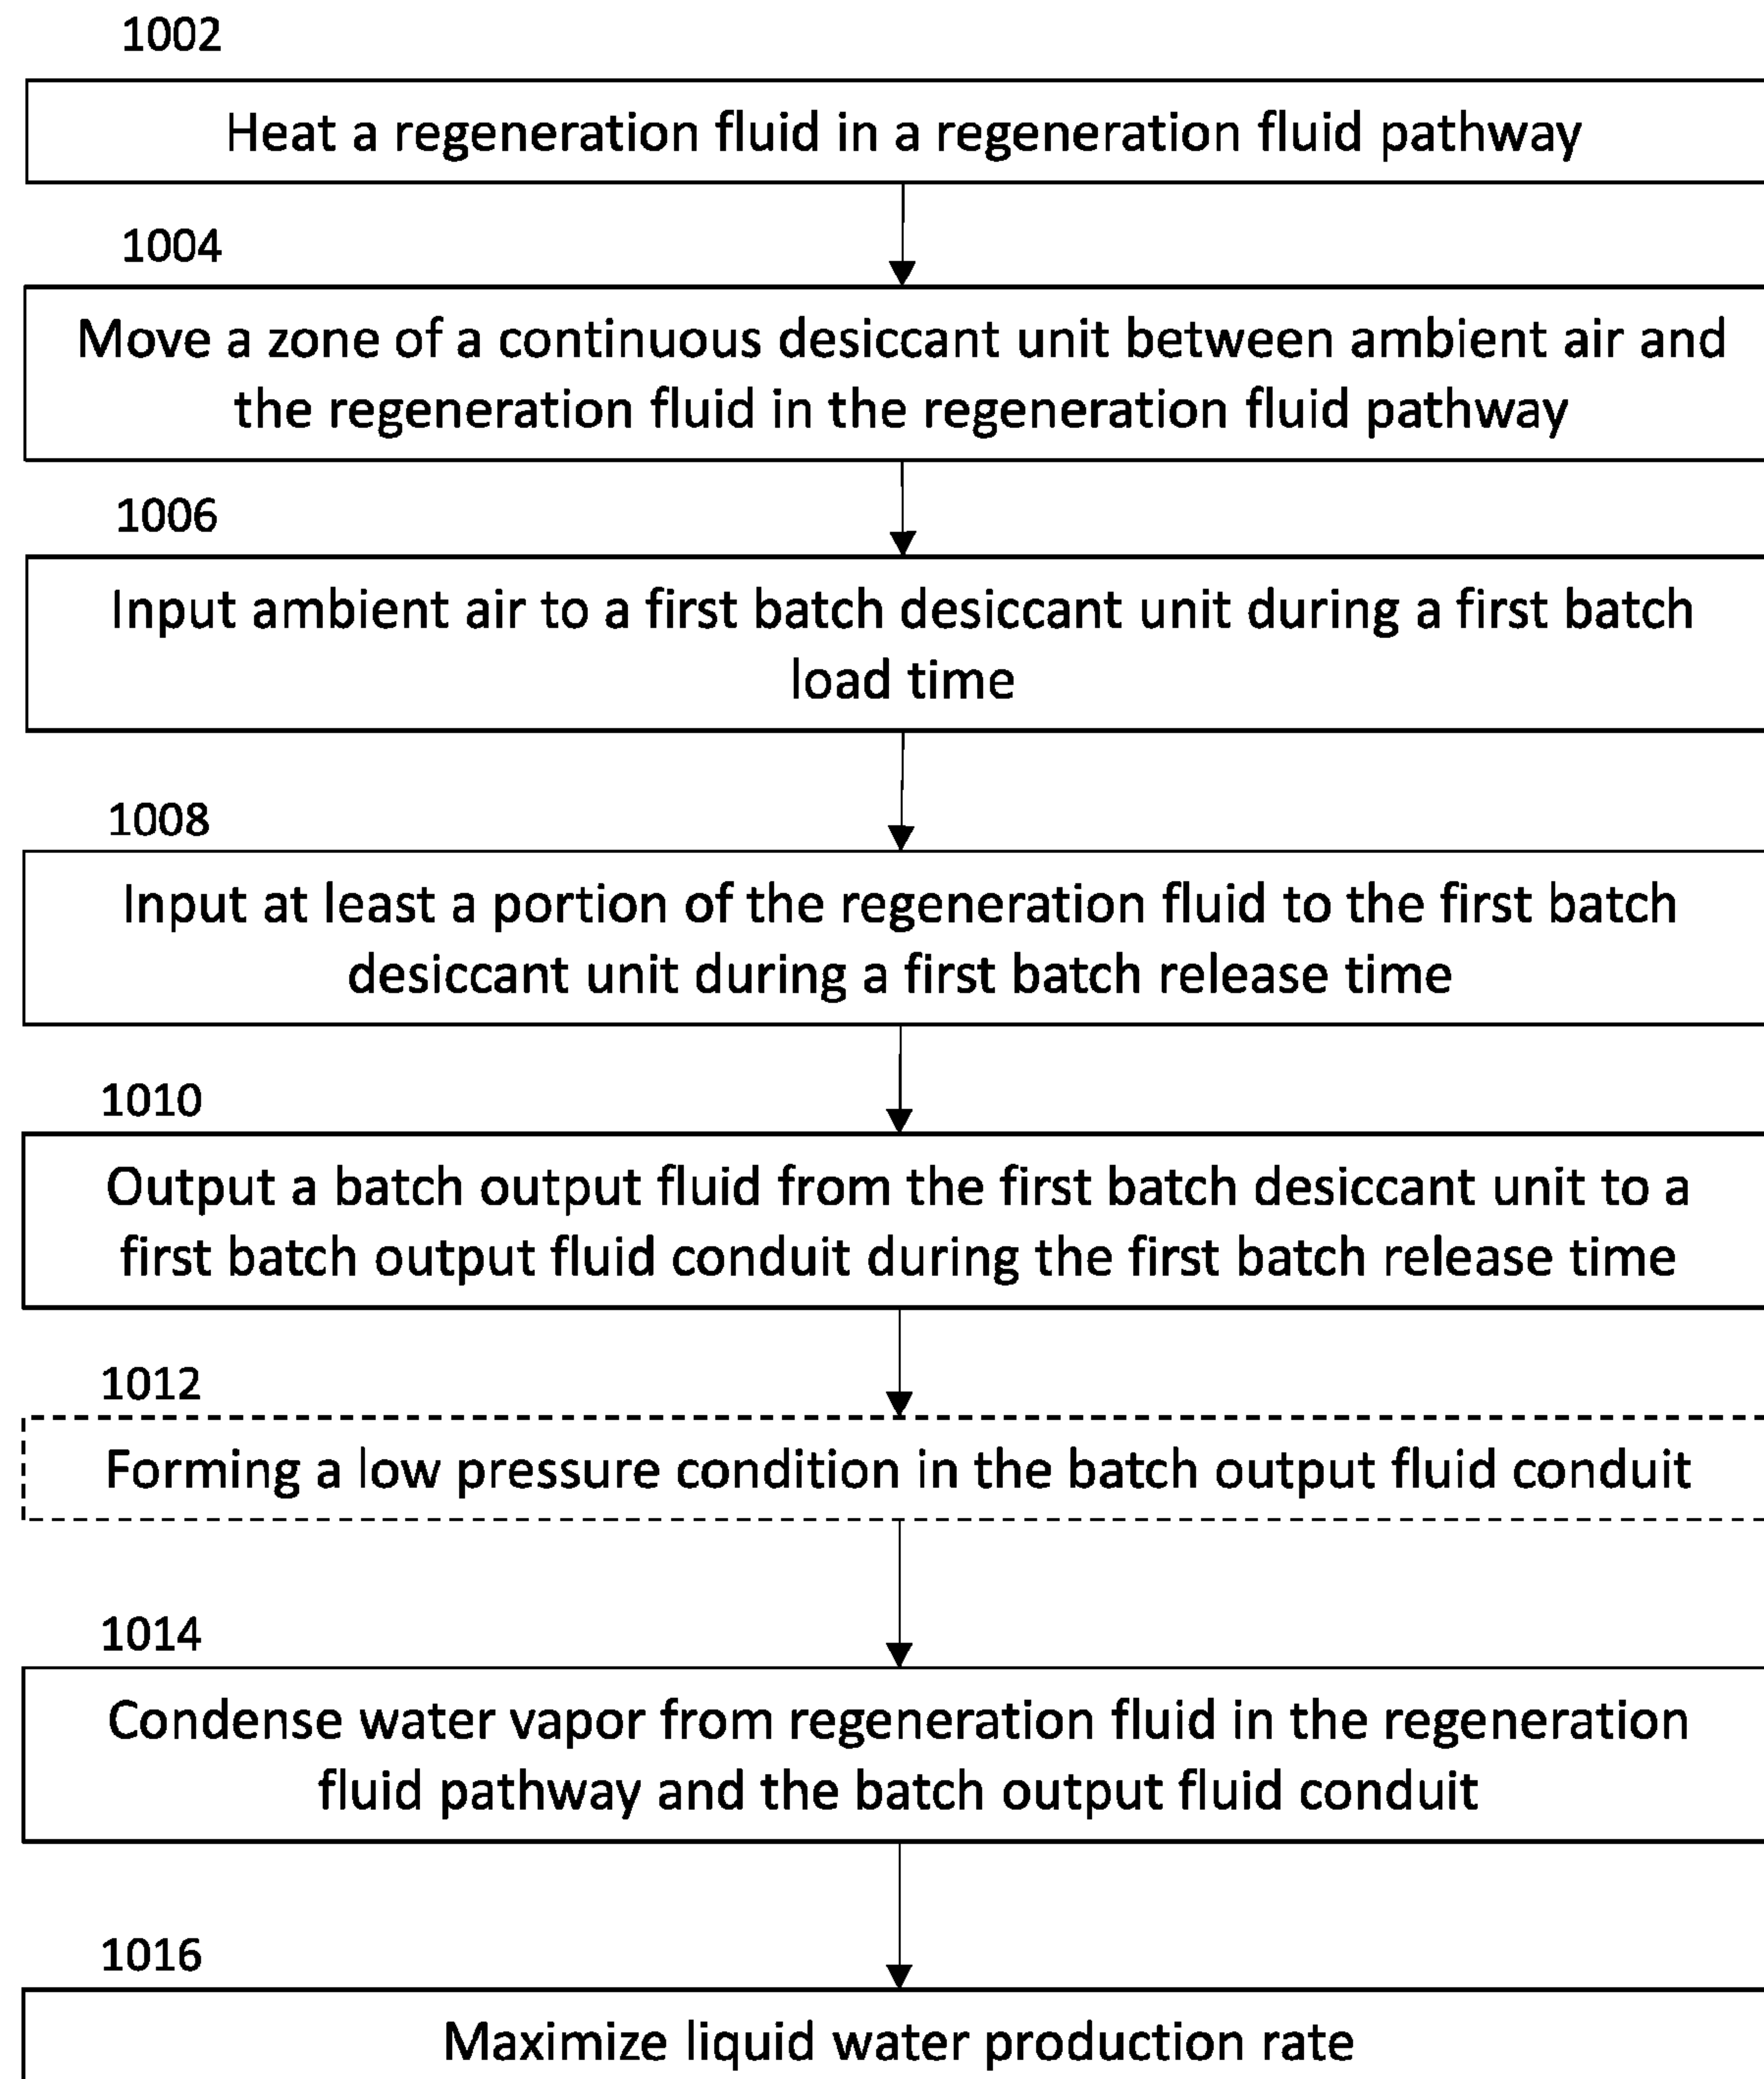 1002
Heat a regeneration fluid in a regeneration fluid pathway
1004
Move a zone of a continuous desiccant unit between ambient air and
the regeneration fluid in the regeneration fluid pathway
1006
Input ambient air to a first batch desiccant unit during a first batch
load time
1008
Input at least a portion of the regeneration fluid to the first batch
desiccant unit during a first batch release time
1010
Output a batch output fluid from the first batch desiccant unit to a
first batch output fluid conduit during the first batch release time
1012
Forming a low pressure condition in the batch output fluid conduit
1014
Condense water vapor from regeneration fluid in the regeneration
fluid pathway and the batch output fluid conduit
1016
Maximize liquid water production rate